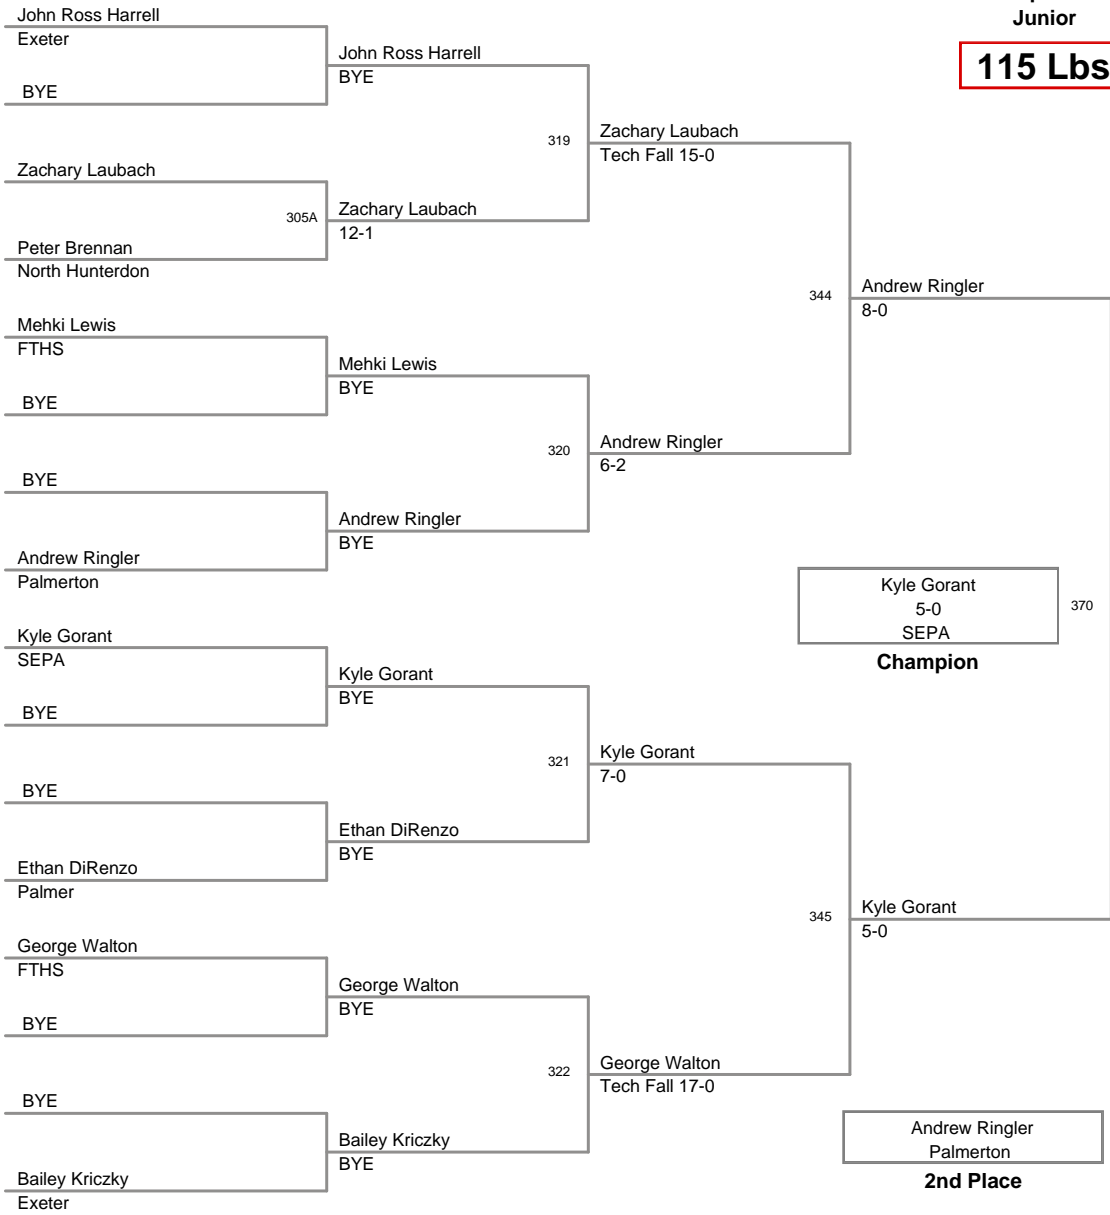 Junior
115 Lbs
John Ross Harrell
Exeter
BYE
Zachary Laubach
Peter Brennan
North Hunterdon
Mehki Lewis
FTHS
BYE
BYE
Andrew Ringler
Palmerton
Kyle Gorant
SEPA
BYE
BYE
Ethan DiRenzo
Palmer
George Walton
FTHS
BYE
BYE
Bailey Kriczky
Exeter
305A
John Ross Harrell
BYE
Zachary Laubach
12-1
Mehki Lewis
BYE
Andrew Ringler
BYE
Kyle Gorant
BYE
Ethan DiRenzo
BYE
George Walton
BYE
Bailey Kriczky
BYE
319
320
321
322
Zachary Laubach
Tech Fall 15-0
Andrew Ringler
6-2
Kyle Gorant
7-0
George Walton
Tech Fall 17-0
344
345
Andrew Ringler
8-0
Kyle Gorant
5-0
Kyle Gorant
5-0
SEPA
Champion
370
Andrew Ringler
Palmerton
2nd Place